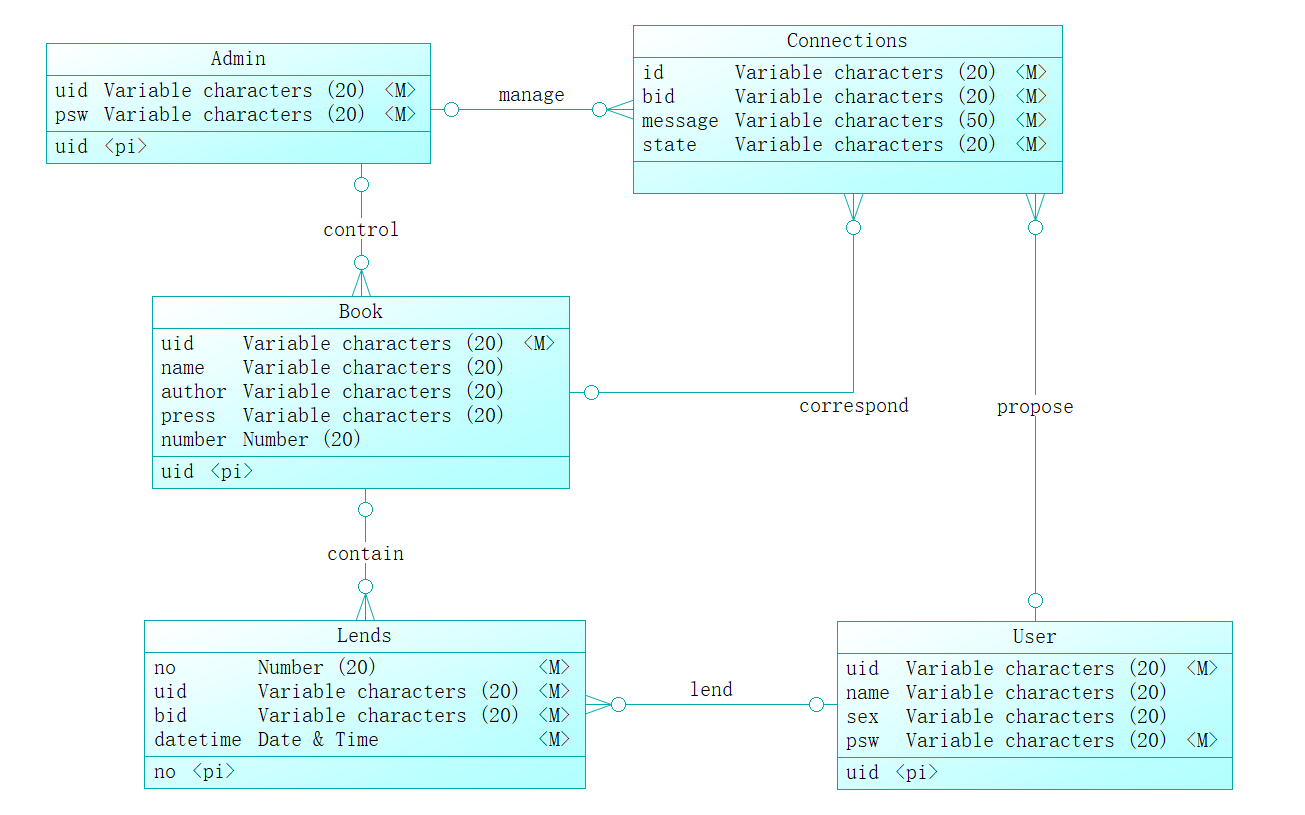 Admin
uid Variable characters (20) <M>
psw Variable characters (20) <M>
uid <pi>
manage
Connections
id Variable characters (20) <M>
bid Variable characters (20) <M>
message Variable characters (50) <M>
state Variable characters (20) <M>
control
Book
uid Variable characters (20) <M>
name Variable characters (20)
author Variable characters (20)
press Variable characters (20)
number Number (20)
uid <pi>
correspond
propose
contain
Lends
no Number (20) <M>
uid Variable characters (20) <M>
bid Variable characters (20) <M>
datetime Date & Time <M>
no <pi>
lend
User
uid Variable characters (20) <M>
name Variable characters (20)
sex Variable characters (20)
psw Variable characters (20) <M>
uid <pi>